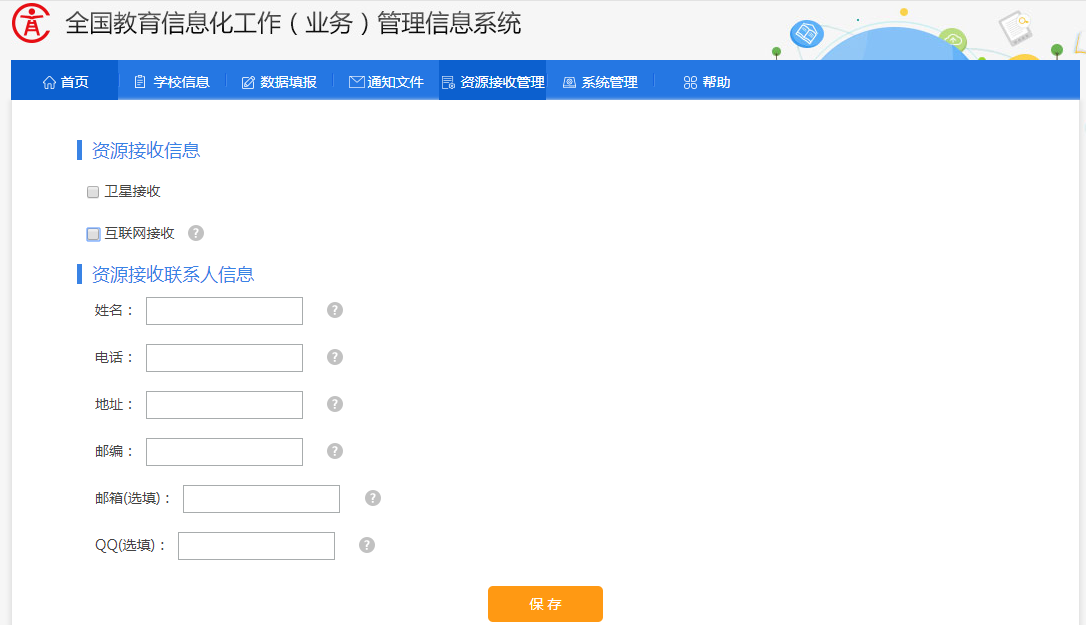 全国教育信息化工作（业务）管理信息系统
首页 学校信息 数据填报 通知文件 资源接收管理 系统管理 帮助
资源接收信息
卫星接收
互联网接收 ?
资源接收联系人信息
姓名： ?
电话： ?
地址： ?
邮编： ?
邮箱(选填)： ?
QQ(选填)： ?
保 存